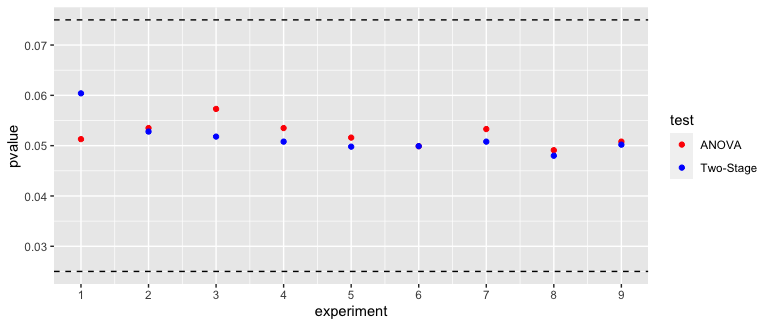 0.07
0.06
0.05
0.04
0.03
pvalue
1 2 3 4 5 6 7 8 9
experiment
test
ANOVA
Two-Stage